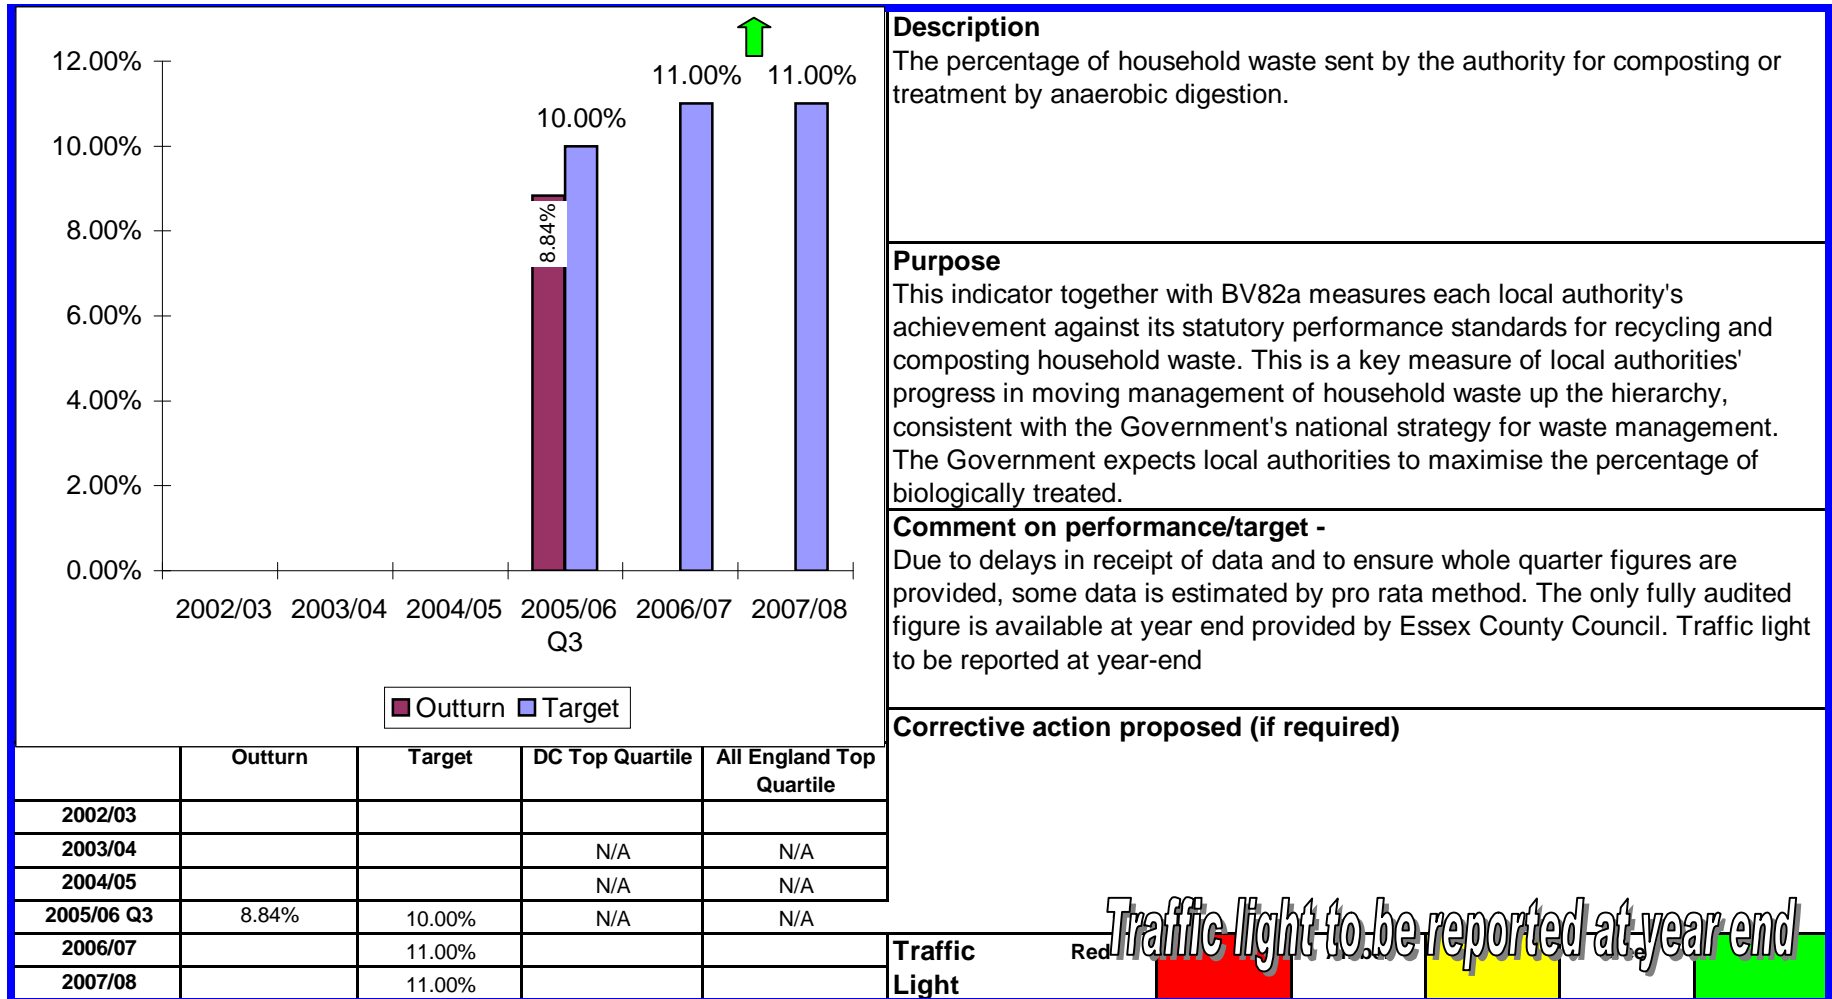 12.00%
10.00%
8.00%
6.00%
4.00%
2.00%
0.00%
8.84%
10.00%
11.00%
11.00%
2002/03 2003/04 2004/05 2005/06 2006/07 2007/08
Q3
Outturn Target
Outturn Target DC Top Quartile All England Top
Quartile
2002/03
2003/04 N/A N/A
2004/05 N/A N/A
2005/06 Q3 8.84% 10.00% N/A N/A
2006/07 11.00%
2007/08 11.00%
Description
The percentage of household waste sent by the authority for composting or
treatment by anaerobic digestion.
Purpose
This indicator together with BV82a measures each local authority's
achievement against its statutory performance standards for recycling and
composting household waste. This is a key measure of local authorities'
progress in moving management of household waste up the hierarchy,
consistent with the Government's national strategy for waste management.
The Government expects local authorities to maximise the percentage of
biologically treated.
Comment on performance/target -
Due to delays in receipt of data and to ensure whole quarter figures are
provided, some data is estimated by pro rata method. The only fully audited
figure is available at year end provided by Essex County Council. Traffic light
to be reported at year-end
Corrective action proposed (if required)
Traffic light to be reported at year end
Traffic Red
Light